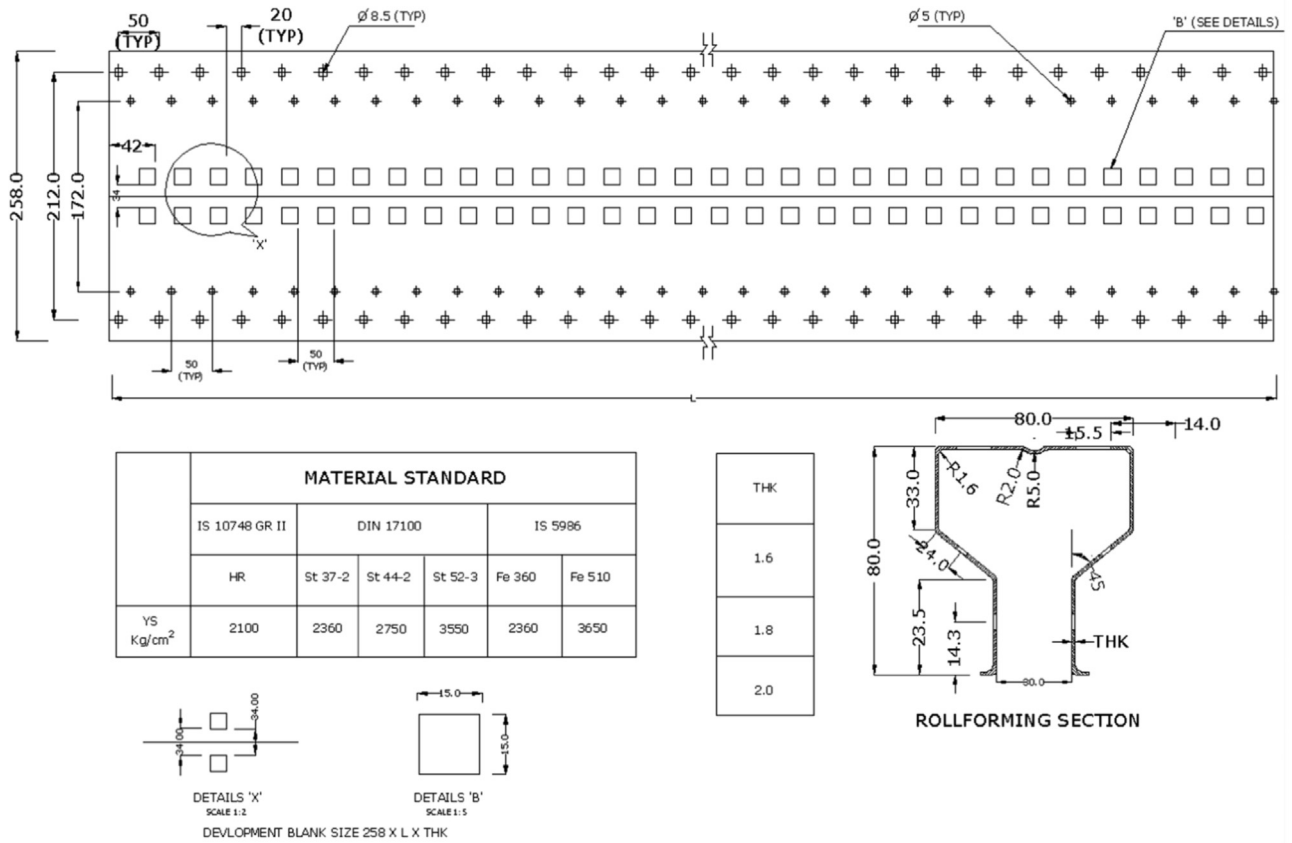 50
(TYP)
20
(TYP)
Ø 8.5 (TYP)
Ø 5 (TYP)
'B' (SEE DETAILS)
258.0
212.0
172.0
42
34
'X'
50
(TYP)
50
(TYP)
L
MATERIAL STANDARD
IS 10748 GR II DIN 17100 IS 5986
HR St 37-2 St 44-2 St 52-3 Fe 360 Fe 510
YS
Kg/cm²
2100 2360 2750 3550 2360 3650
THK
1.6
1.8
2.0
80.0
15.5
14.0
33.0
R1.6
R2.0
R5.0
80.0
24.0
45
23.5
14.3
THK
30.0
ROLLFORMING SECTION
34.00
34.00
DETAILS 'X'
SCALE 1:2
15.0
15.0
DETAILS 'B'
SCALE 1:5
DEVLOPMENT BLANK SIZE 258 X L X THK